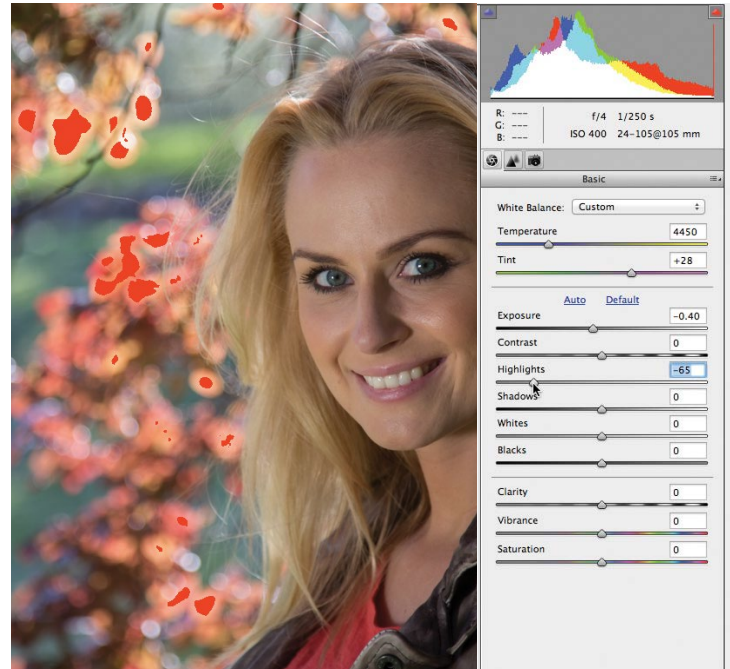 R: ---
G: ---
B: ---
f/4 1/250 s
ISO 400 24-105@105 mm
Basic
White Balance: Custom
Temperature 4450
Tint +28
Auto Default
Exposure -0.40
Contrast 0
Highlights -65
Shadows 0
Whites 0
Blacks 0
Clarity 0
Vibrance 0
Saturation 0